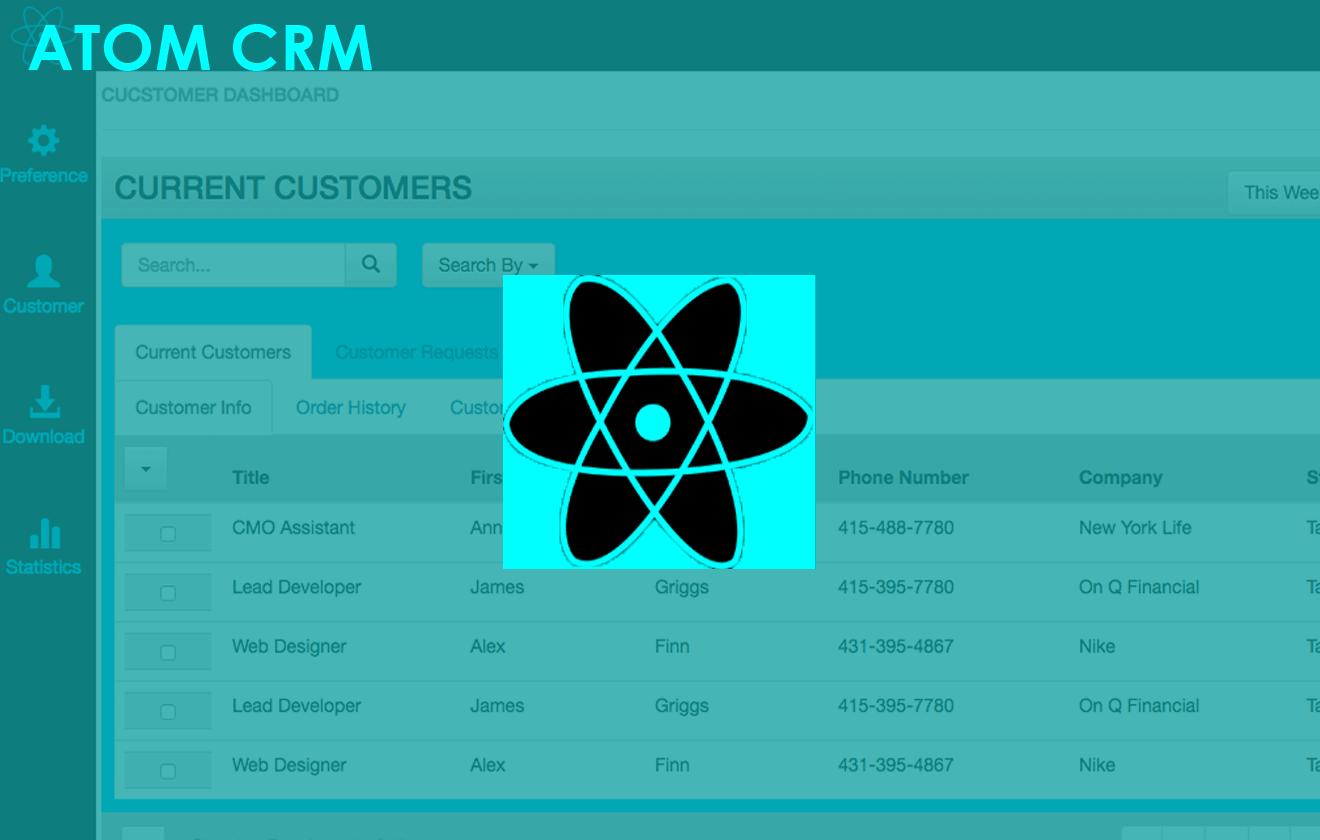 ATOM CRM
CUCSTOMER DASHBOARD
Preference
CURRENT CUSTOMERS
This Wee
Search...
Search By
Customer
Current Customers Customer Requests
Customer Info Order History Custo
Download
Title Firs Phone Number Company S
CMO Assistant Ann 415-488-7780 New York Life Ta
Statistics
Lead Developer James Griggs 415-395-7780 On Q Financial Ta
Web Designer Alex Finn 431-395-4867 Nike Ta
Lead Developer James Griggs 415-395-7780 On Q Financial Ta
Web Designer Alex Finn 431-395-4867 Nike Ta